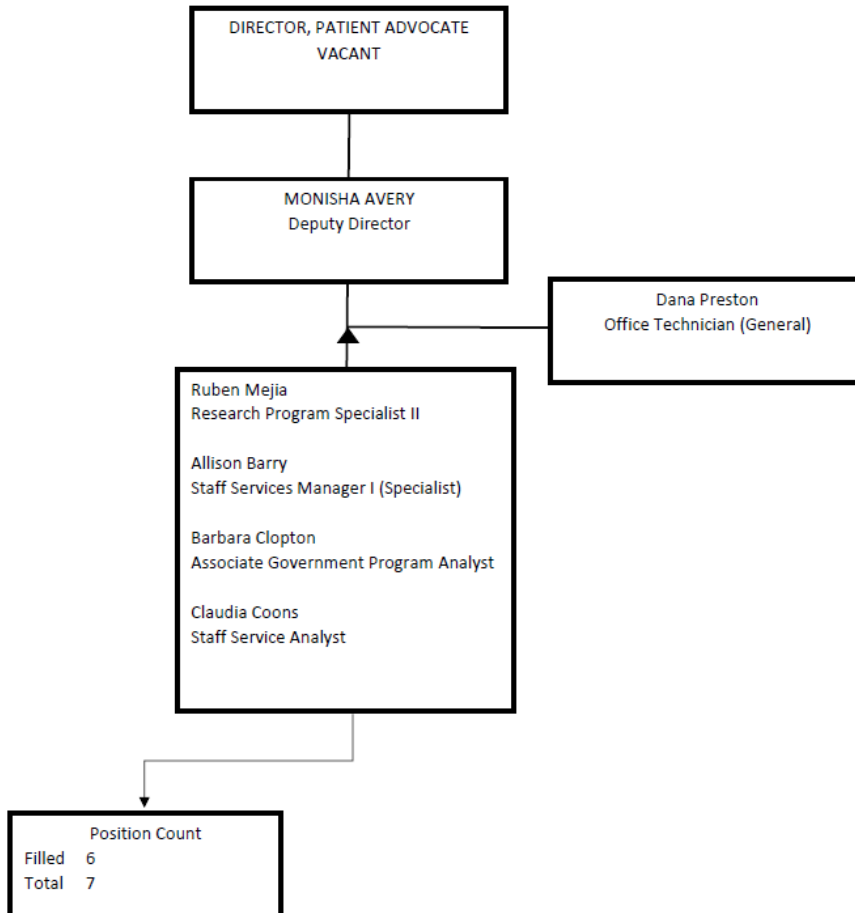 DIRECTOR, PATIENT ADVOCATE
VACANT
MONISHA AVERY
Deputy Director
Dana Preston
Office Technician (General)
Ruben Mejia
Research Program Specialist II
Allison Barry
Staff Services Manager I (Specialist)
Barbara Clopton
Associate Government Program Analyst
Claudia Coons
Staff Service Analyst
Position Count
Filled 6
Total 7